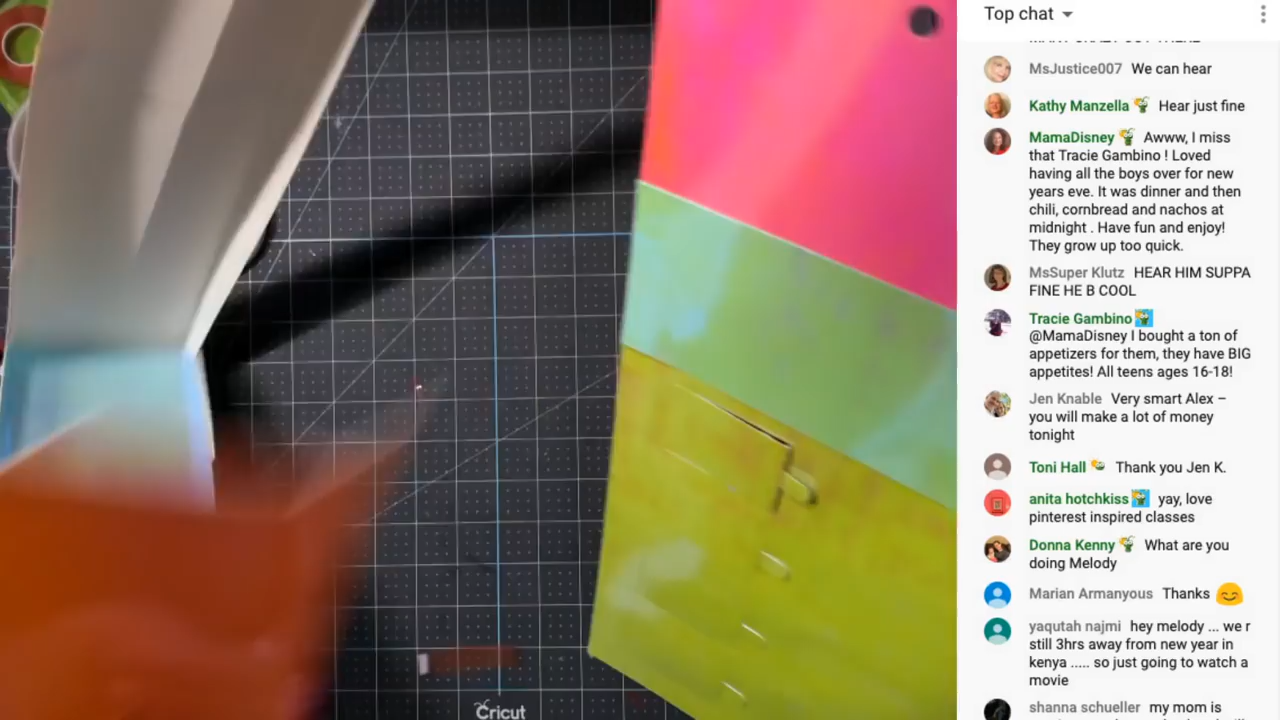 Top chat
MsJustice007 We can hear
Kathy Manzella Hear just fine
MamaDisney Awww, I miss
that Tracie Gambino ! Loved
having all the boys over for new
years eve. It was dinner and then
chili, cornbread and nachos at
midnight . Have fun and enjoy!
They grow up too quick.
MsSuper Klutz HEAR HIM SUPPA
FINE HE B COOL
Tracie Gambino
@MamaDisney I bought a ton of
appetizers for them, they have BIG
appetites! All teens ages 16-18!
Jen Knable Very smart Alex –
you will make a lot of money
tonight
Toni Hall Thank you Jen K.
anita hotchkiss yay, love
pinterest inspired classes
Donna Kenny What are you
doing Melody
Marian Armanyous Thanks 😊
yaqutah najmi hey melody ... we r
still 3hrs away from new year in
kenya ..... so just going to watch a
movie
shanna schueller my mom is
Cricut